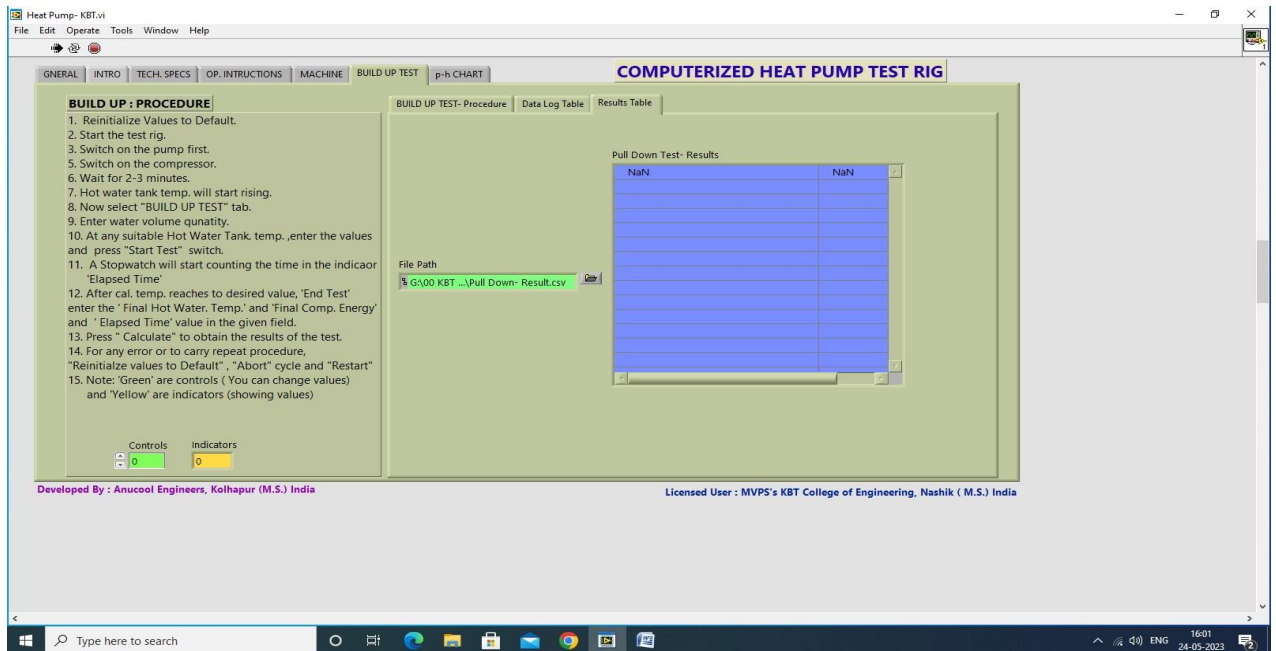 Heat Pump- KBT.vi
File Edit Operate Tools Window Help
1
GNERAL INTRO TECH. SPECS OP. INTRUCTIONS MACHINE BUILD UP TEST p-h CHART
COMPUTERIZED HEAT PUMP TEST RIG
BUILD UP : PROCEDURE
1. Reinitialize Values to Default.
2. Start the test rig.
3. Switch on the pump first.
5. Switch on the compressor.
6. Wait for 2-3 minutes.
7. Hot water tank temp. will start rising.
8. Now select "BUILD UP TEST" tab.
9. Enter water volume qunatity.
10. At any suitable Hot Water Tank. temp. ,enter the values
and press "Start Test" switch.
11. A Stopwatch will start counting the time in the indicaor
'Elapsed Time'
12. After cal. temp. reaches to desired value, 'End Test'
enter the ' Final Hot Water. Temp.' and 'Final Comp. Energy'
and ' Elapsed Time' value in the given field.
13. Press " Calculate" to obtain the results of the test.
14. For any error or to carry repeat procedure,
"Reinitialze values to Default" , "Abort" cycle and "Restart"
15. Note: 'Green' are controls ( You can change values)
and 'Yellow' are indicators (showing values)
Controls Indicators
0 0
BUILD UP TEST- Procedure Data Log Table Results Table
Pull Down Test- Results
NaN NaN
File Path
G:\00 KBT ...\Pull Down- Result.csv
Developed By : Anucool Engineers, Kolhapur (M.S.) India
Licensed User : MVPS's KBT College of Engineering, Nashik ( M.S.) India
Type here to search
ENG
16:01
24-05-2023
2